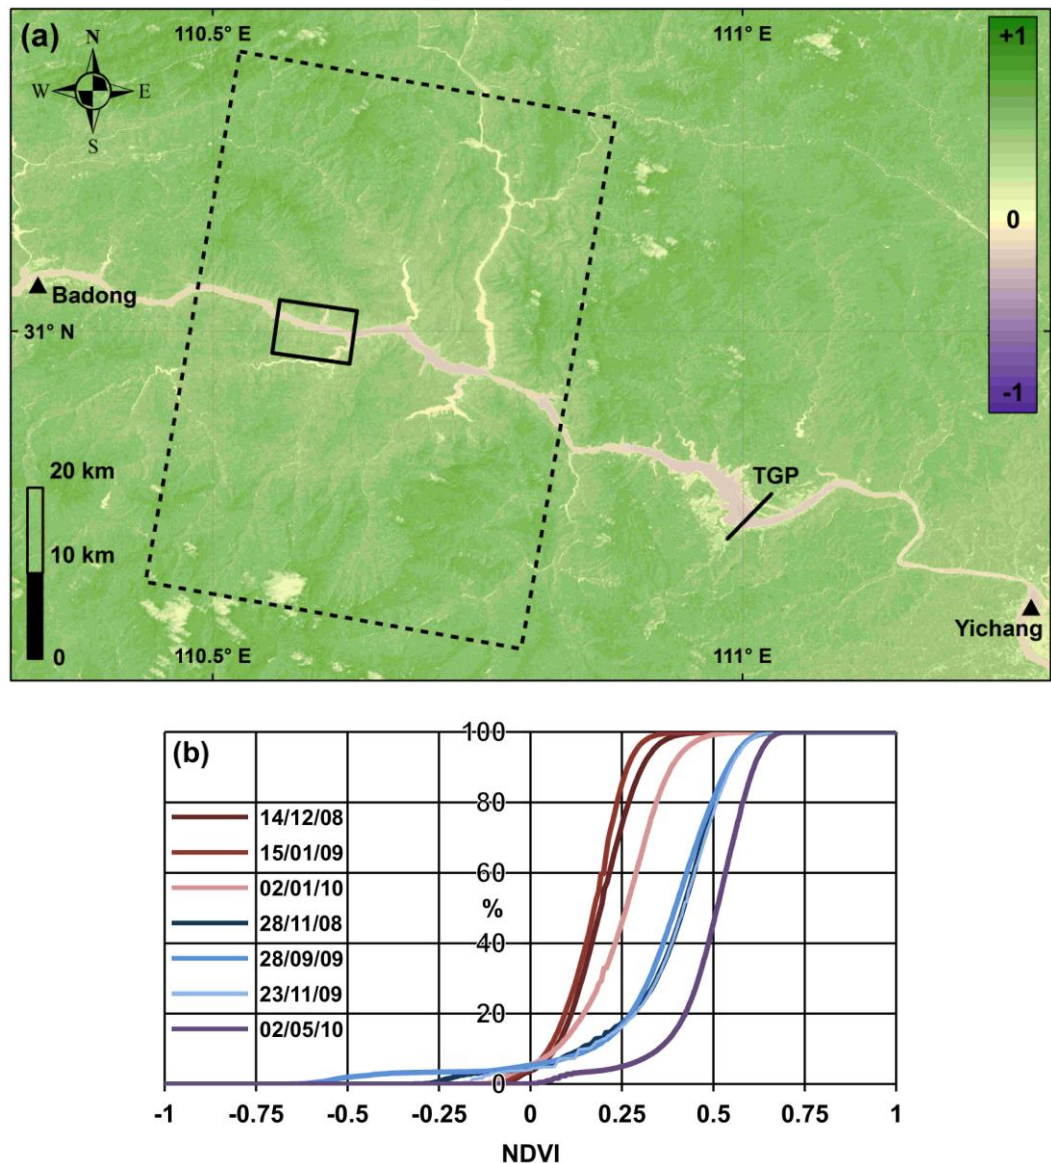 (a)
110.5° E
111° E
N
W
E
S
+1
0
-1
Badong
31° N
20 km
10 km
0
TGP
Yichang
110.5° E
111° E
(b)
100
80
60
%
40
20
0
14/12/08
15/01/09
02/01/10
28/11/08
28/09/09
23/11/09
02/05/10
-1
-0.75
-0.5
-0.25
0
0.25
0.5
0.75
1
NDVI